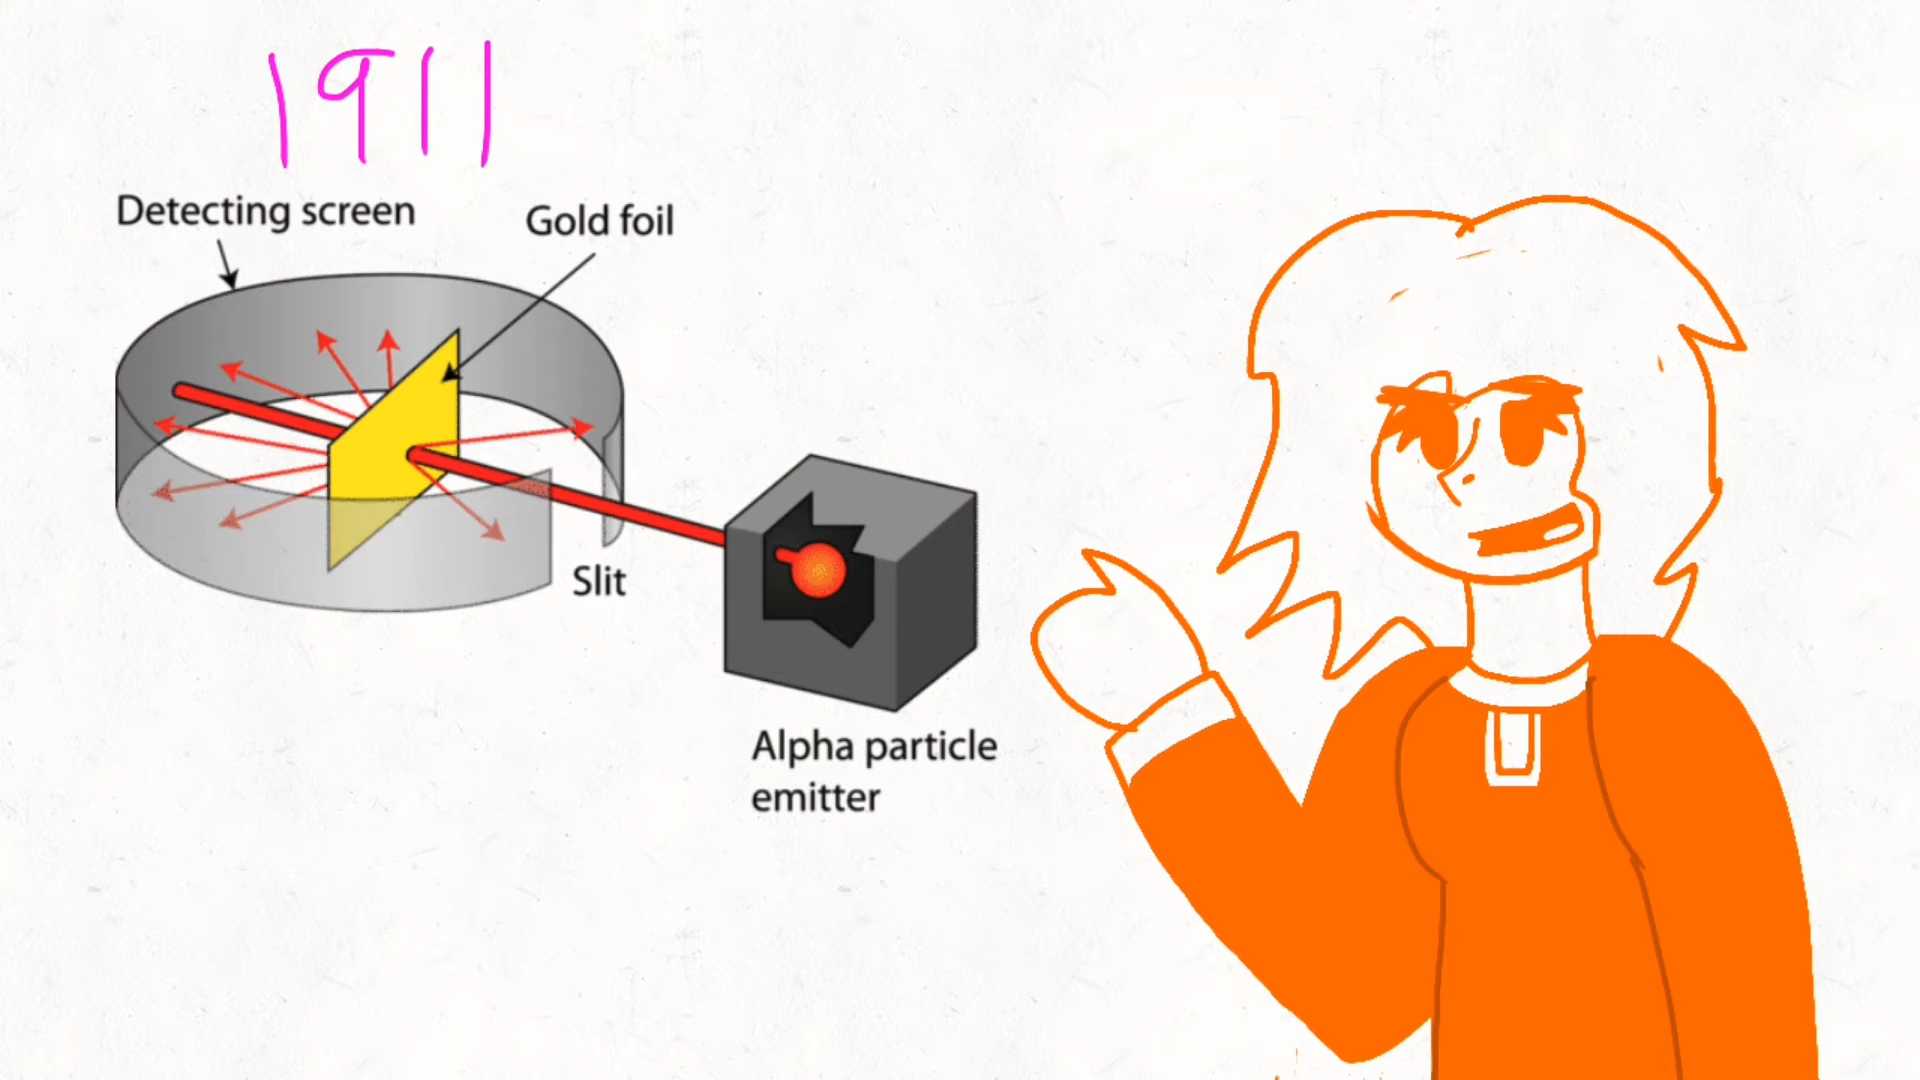 1911
Detecting screen
Gold foil
Slit
Alpha particle
emitter